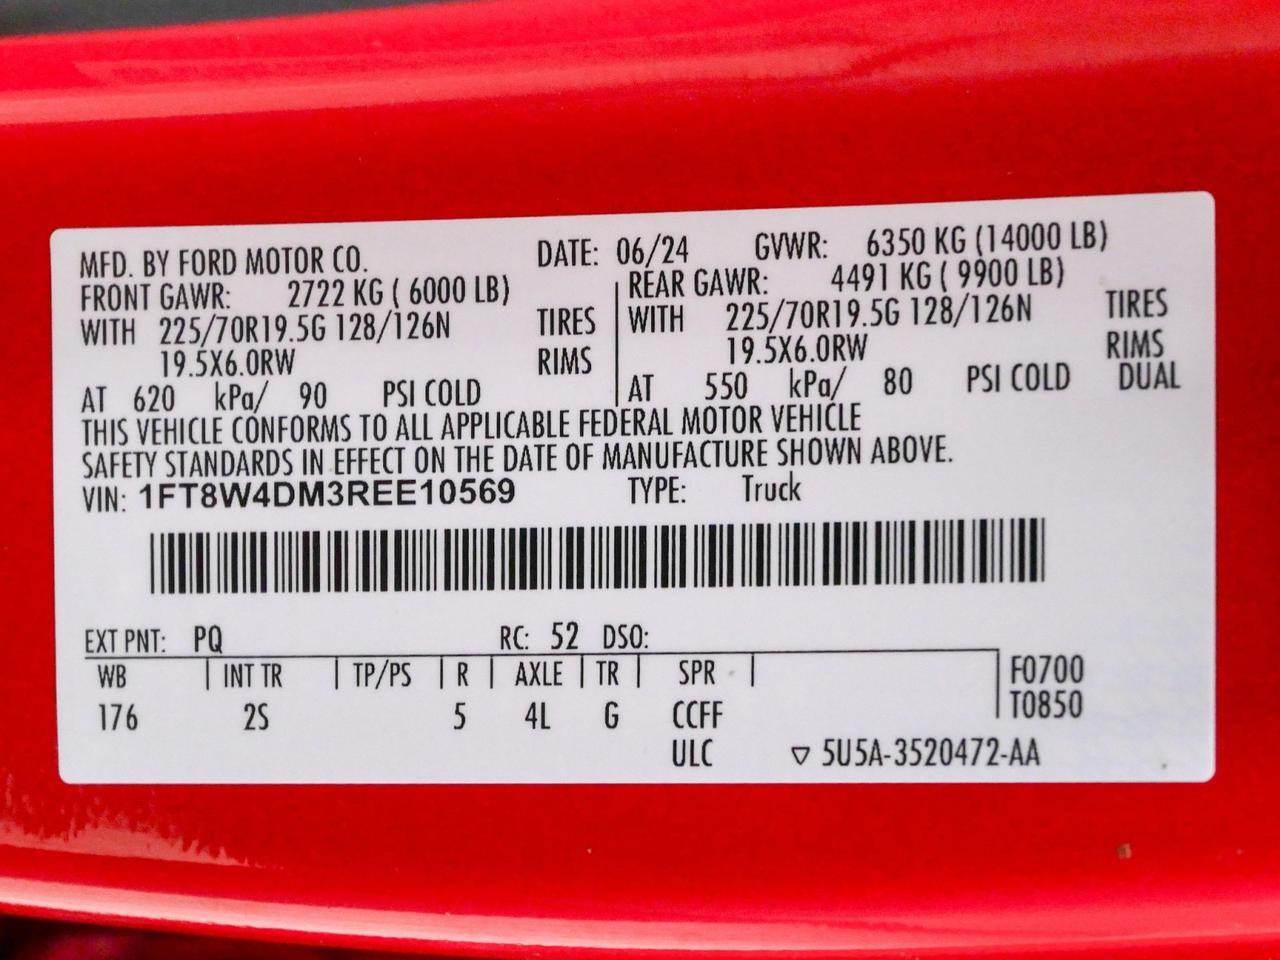 MFD. BY FORD MOTOR CO. DATE: 06/24 GVWR: 6350 KG (14000 LB)
FRONT GAWR: 2722 KG ( 6000 LB) REAR GAWR: 4491 KG ( 9900 LB)
WITH 225/70R19.5G 128/126N TIRES WITH 225/70R19.5G 128/126N TIRES
19.5X6.0RW RIMS 19.5X6.0RW RIMS
AT 620 kPa/ 90 PSI COLD AT 550 kPa/ 80 PSI COLD DUAL
THIS VEHICLE CONFORMS TO ALL APPLICABLE FEDERAL MOTOR VEHICLE
SAFETY STANDARDS IN EFFECT ON THE DATE OF MANUFACTURE SHOWN ABOVE.
VIN: 1FT8W4DM3REE10569 TYPE: Truck
EXT PNT: PQ RC: 52 DSO:
WB INT TR TP/PS R AXLE TR SPR F0700
176 2S 5 4L G CCFF T0850
ULC ▽ 5U5A-3520472-AA